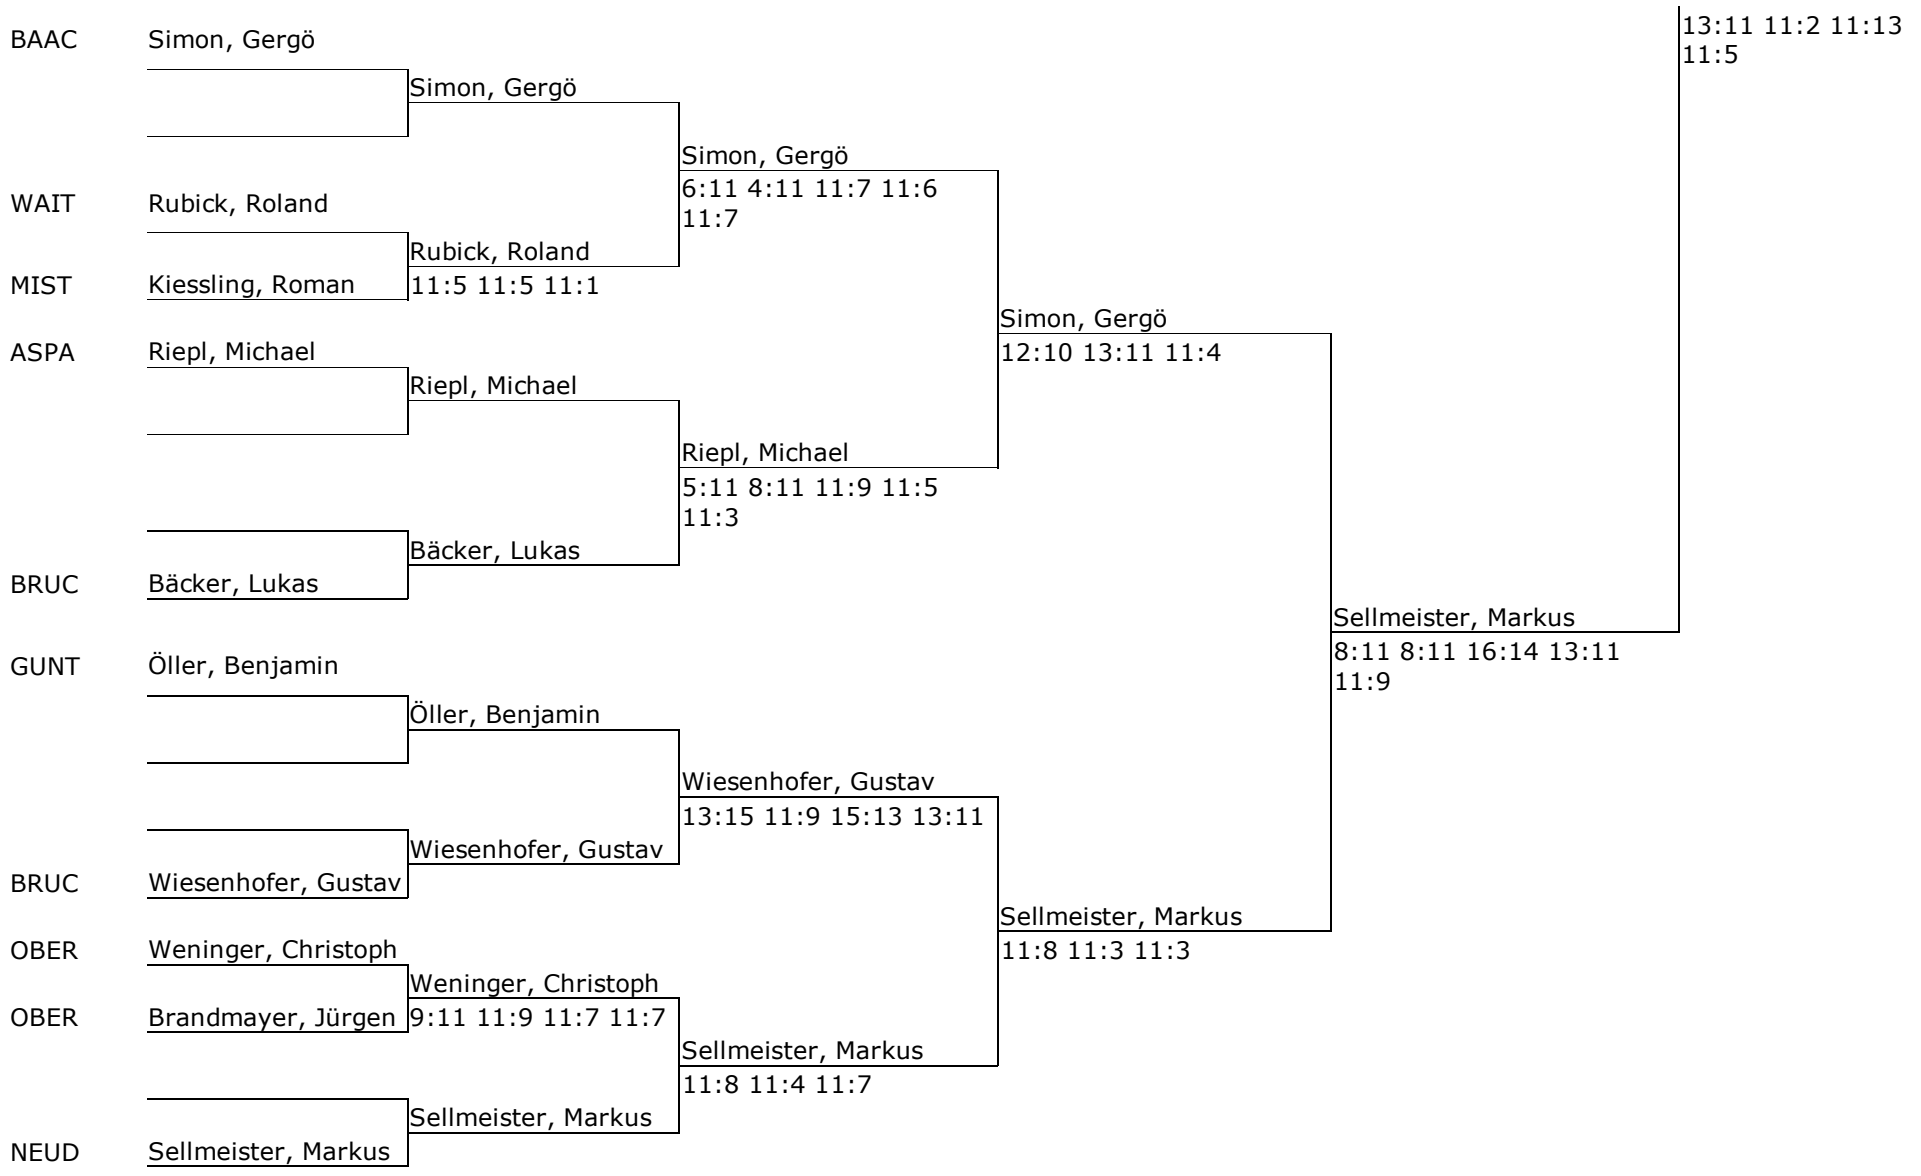 13:11 11:2 11:13
11:5
BAAC Simon, Gergö
Simon, Gergö
Simon, Gergö
6:11 4:11 11:7 11:6
11:7
WAIT Rubick, Roland
Rubick, Roland
MIST Kiessling, Roman 11:5 11:5 11:1
Simon, Gergö
12:10 13:11 11:4
ASPA Riepl, Michael
Riepl, Michael
Riepl, Michael
5:11 8:11 11:9 11:5
11:3
Bäcker, Lukas
BRUC Bäcker, Lukas
Sellmeister, Markus
8:11 8:11 16:14 13:11
11:9
GUNT Öller, Benjamin
Öller, Benjamin
Wiesenhofer, Gustav
13:15 11:9 15:13 13:11
Wiesenhofer, Gustav
BRUC Wiesenhofer, Gustav
Sellmeister, Markus
11:8 11:3 11:3
OBER Weninger, Christoph
Weninger, Christoph
OBER Brandmayer, Jürgen 9:11 11:9 11:7 11:7
Sellmeister, Markus
11:8 11:4 11:7
Sellmeister, Markus
NEUD Sellmeister, Markus